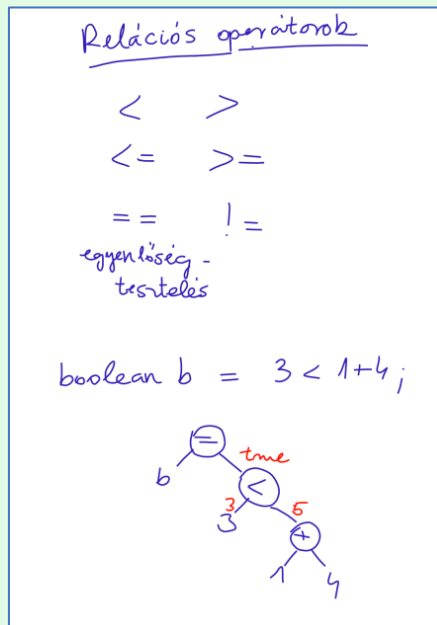 Relációs operátorok
< >
<= >=
== !=
egyenlőség-
tesztelés
boolean b = 3 < 1+4;
=
true
b
<
3 5
3
+
1 4